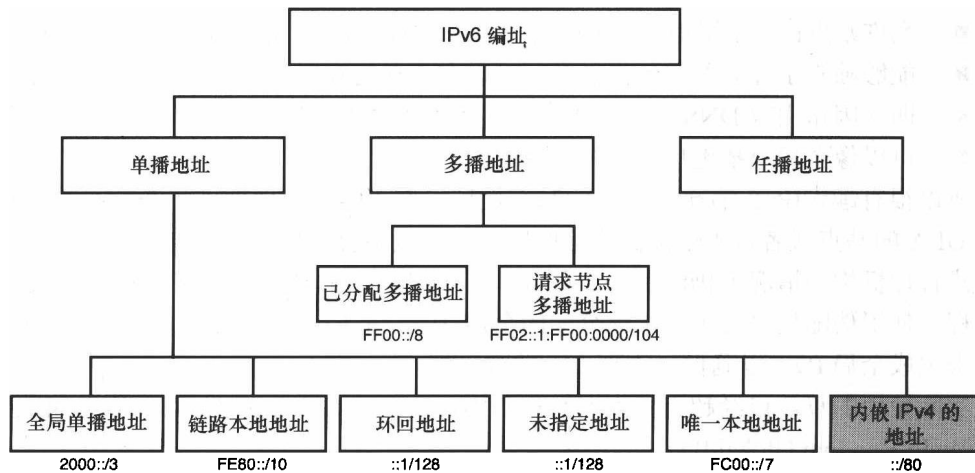 IPv6 编址
单播地址
多播地址
任播地址
已分配多播地址
请求节点
多播地址
FF00::/8
FF02::1:FF00:0000/104
全局单播地址
链路本地地址
环回地址
未指定地址
唯一本地地址
内嵌 IPv4 的
地址
2000::/3
FE80::/10
::1/128
::1/128
FC00::/7
::/80